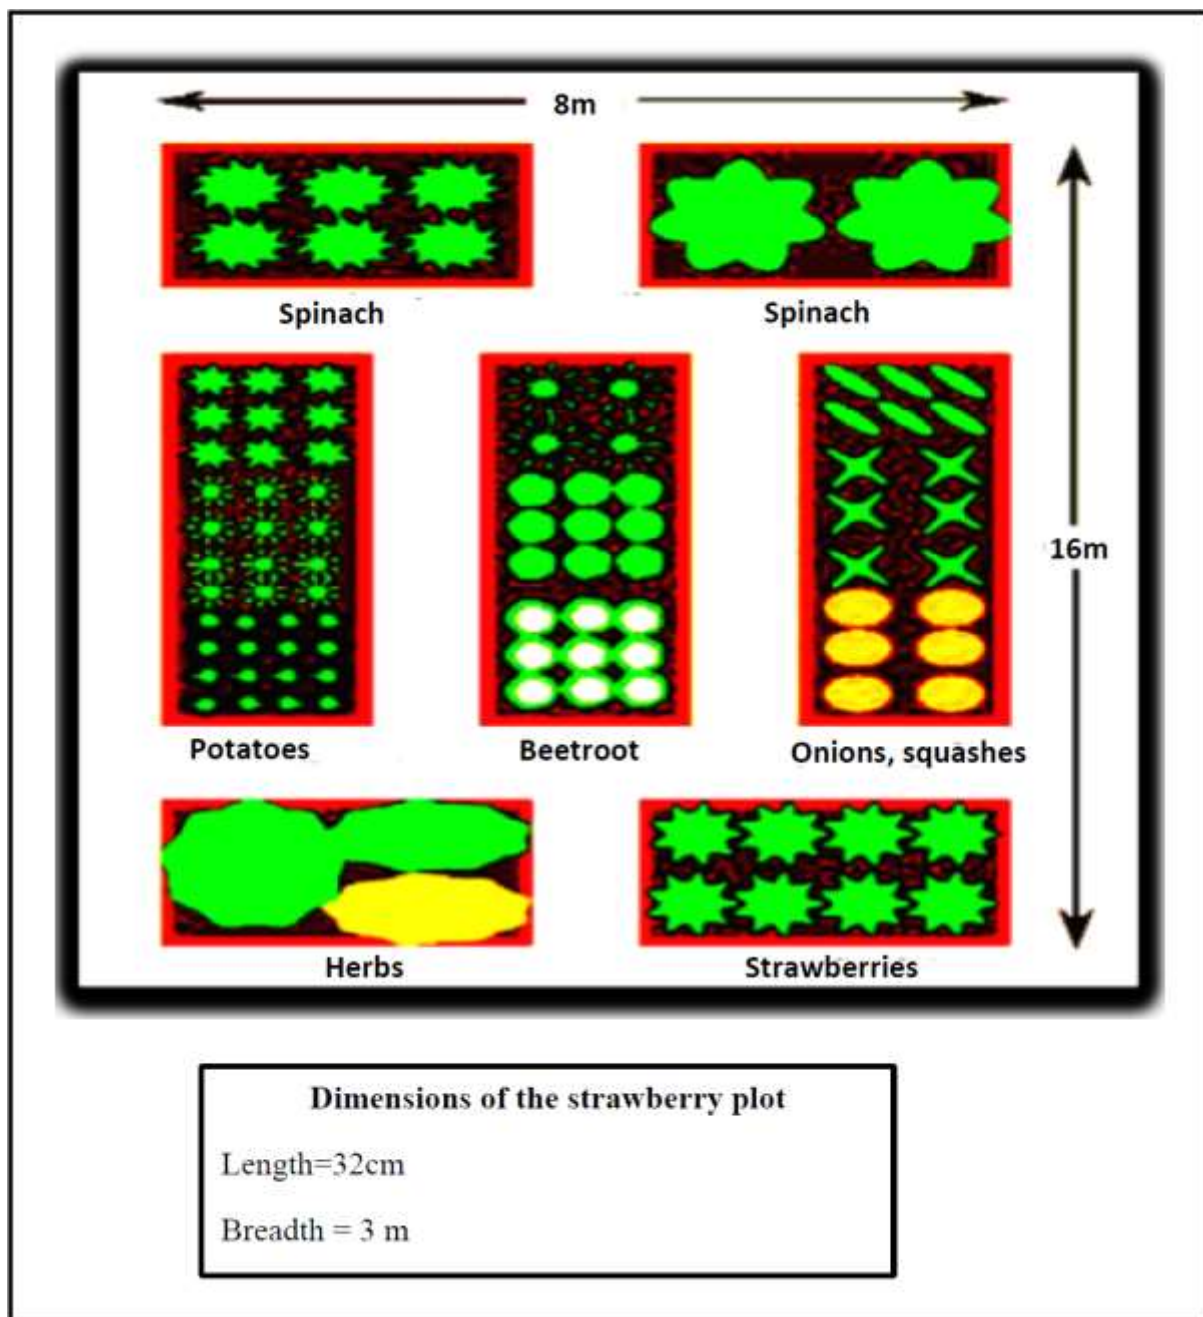 8m
Spinach
Spinach
16m
Potatoes
Beetroot
Onions, squashes
Herbs
Strawberries
Dimensions of the strawberry plot
Length=32cm
Breadth = 3 m